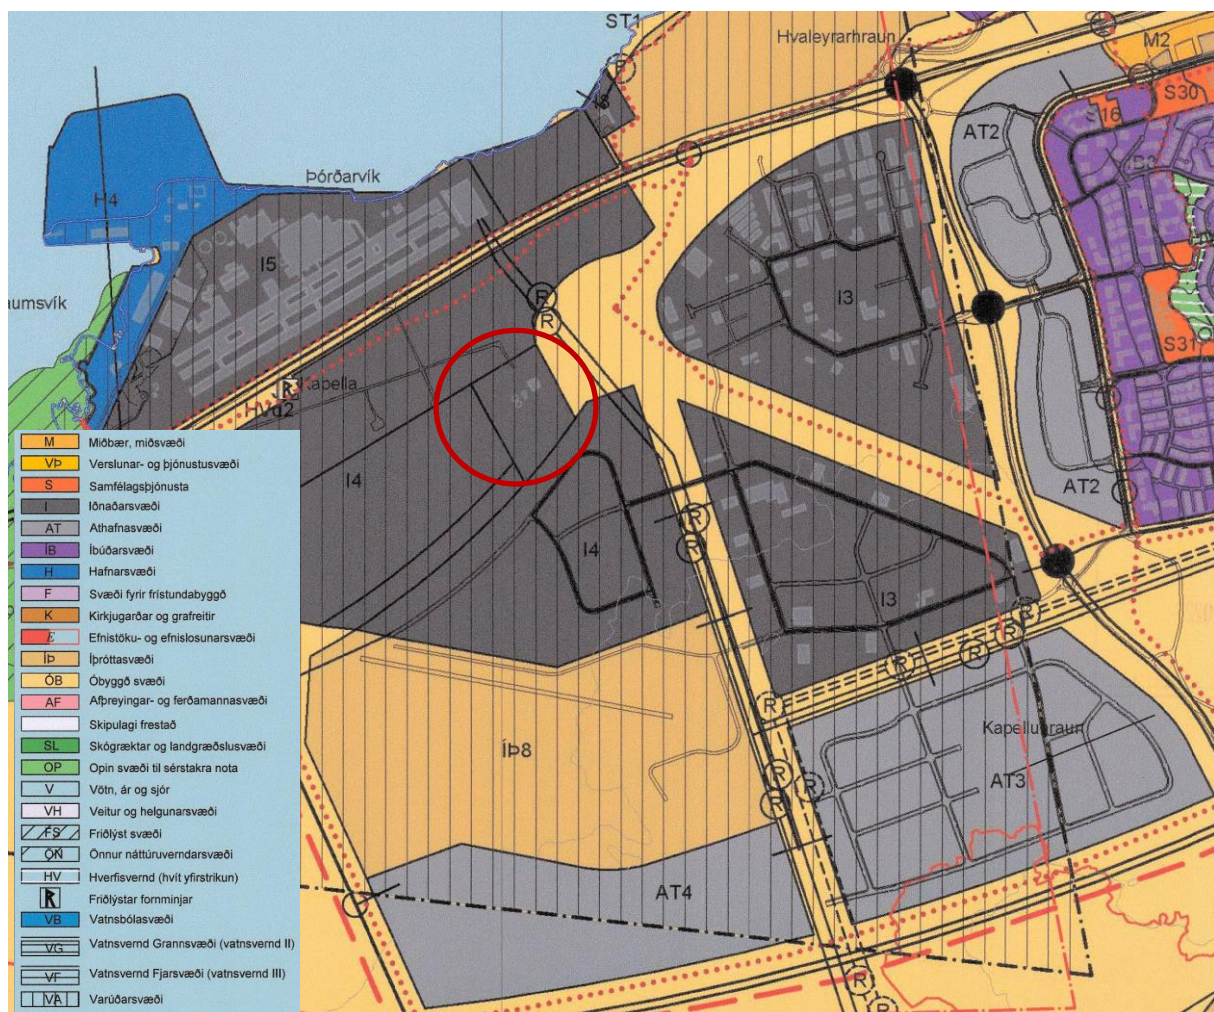 ST1
Hvaleyrarhraun
M2
S30
S16
AT2
Þórðarvík
H4
I5
aumsvík
R
R
I3
S31
Kapella
I4
AT2
R
R
I4
I3
R
R
R
R
R
Kapelluhraun
ÍÞ8
R
R
R
AT3
AT4
R
R
M Miðbær, miðsvæði
VÞ Verslunar- og þjónustusvæði
S Samfélagsþjónusta
I Iðnaðarsvæði
AT Athafnasvæði
ÍB Íbúðarsvæði
H Hafnarsvæði
F Svæði fyrir frístundabyggð
K Kirkjugarðar og grafreitir
E Efnistöku- og efnislosunarsvæði
ÍÞ Íþróttasvæði
ÓB Óbyggð svæði
AF Afþreyingar- og ferðamannasvæði
Skipulagi frestað
SL Skógræktar og landgræðslusvæði
OP Opin svæði til sérstakra nota
V Vötn, ár og sjór
VH Veitur og helgunarsvæði
FS Friðlýst svæði
ÖN Önnur náttúruverndarsvæði
HV Hverfisvernd (hvít yfirstrikun)
R Friðlýstar fornminjar
VB Vatnsbólasvæði
VG Vatnsvernd Grannsvæði (vatnsvernd II)
VF Vatnsvernd Fjarsvæði (vatnsvernd III)
VA Varúðarsvæði